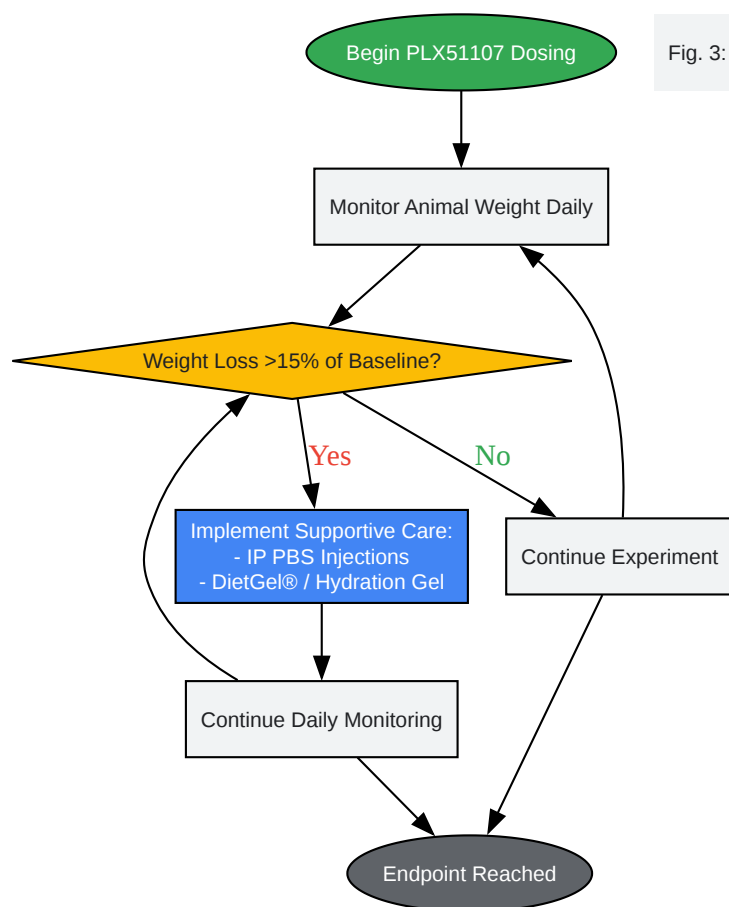 Begin PLX51107 Dosing
Fig. 3:
Monitor Animal Weight Daily
Weight Loss >15% of Baseline?
Yes
No
Implement Supportive Care:
- IP PBS Injections
- DietGel® / Hydration Gel
Continue Experiment
Continue Daily Monitoring
Endpoint Reached